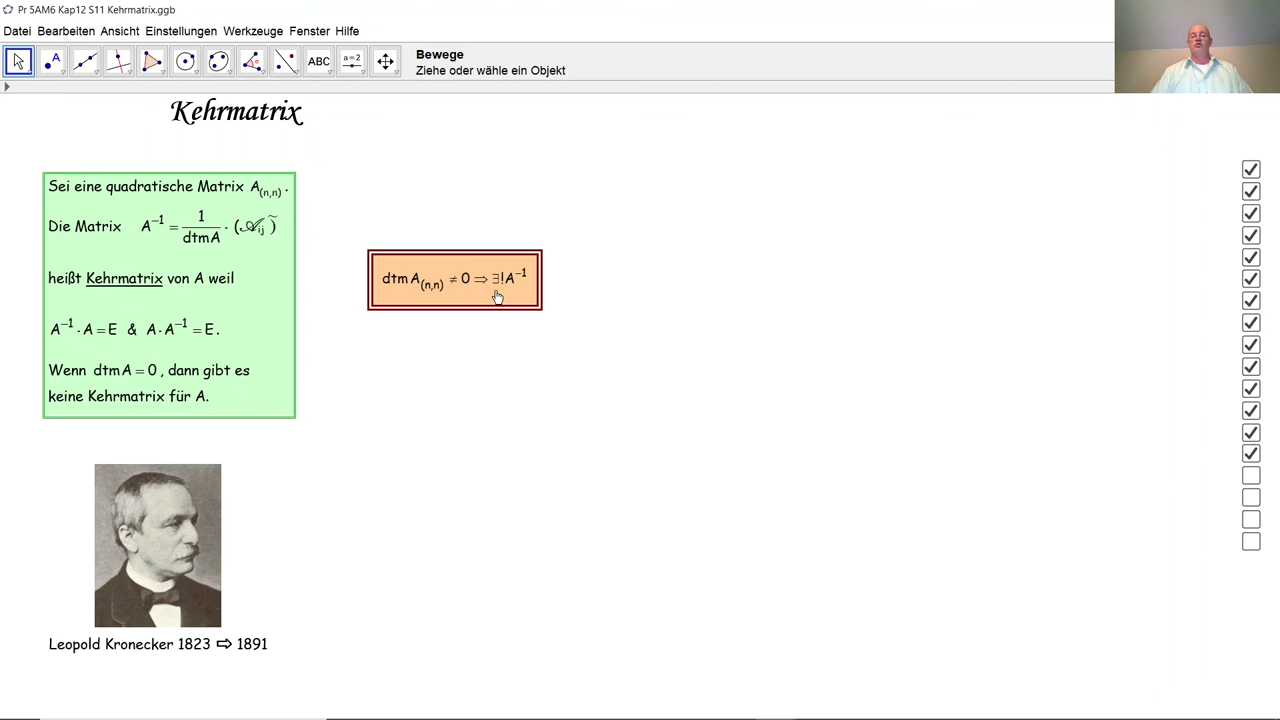 Pr 5AM6 Kap12 S11 Kehrmatrix.ggb
Datei Bearbeiten Ansicht Einstellungen Werkzeuge Fenster Hilfe
A ABC a=2 Bewege
Ziehe oder wähle ein Objekt
Kehrmatrix
Sei eine quadratische Matrix A(n,n).
Die Matrix A⁻¹ = 1/dtmA · (𝒜ij ~)
heißt Kehrmatrix von A weil
A⁻¹ · A = E & A · A⁻¹ = E.
Wenn dtm A = 0, dann gibt es
keine Kehrmatrix für A.
dtm A(n,n) ≠ 0 ⇒ ∃!A⁻¹
Leopold Kronecker 1823 ⇨ 1891